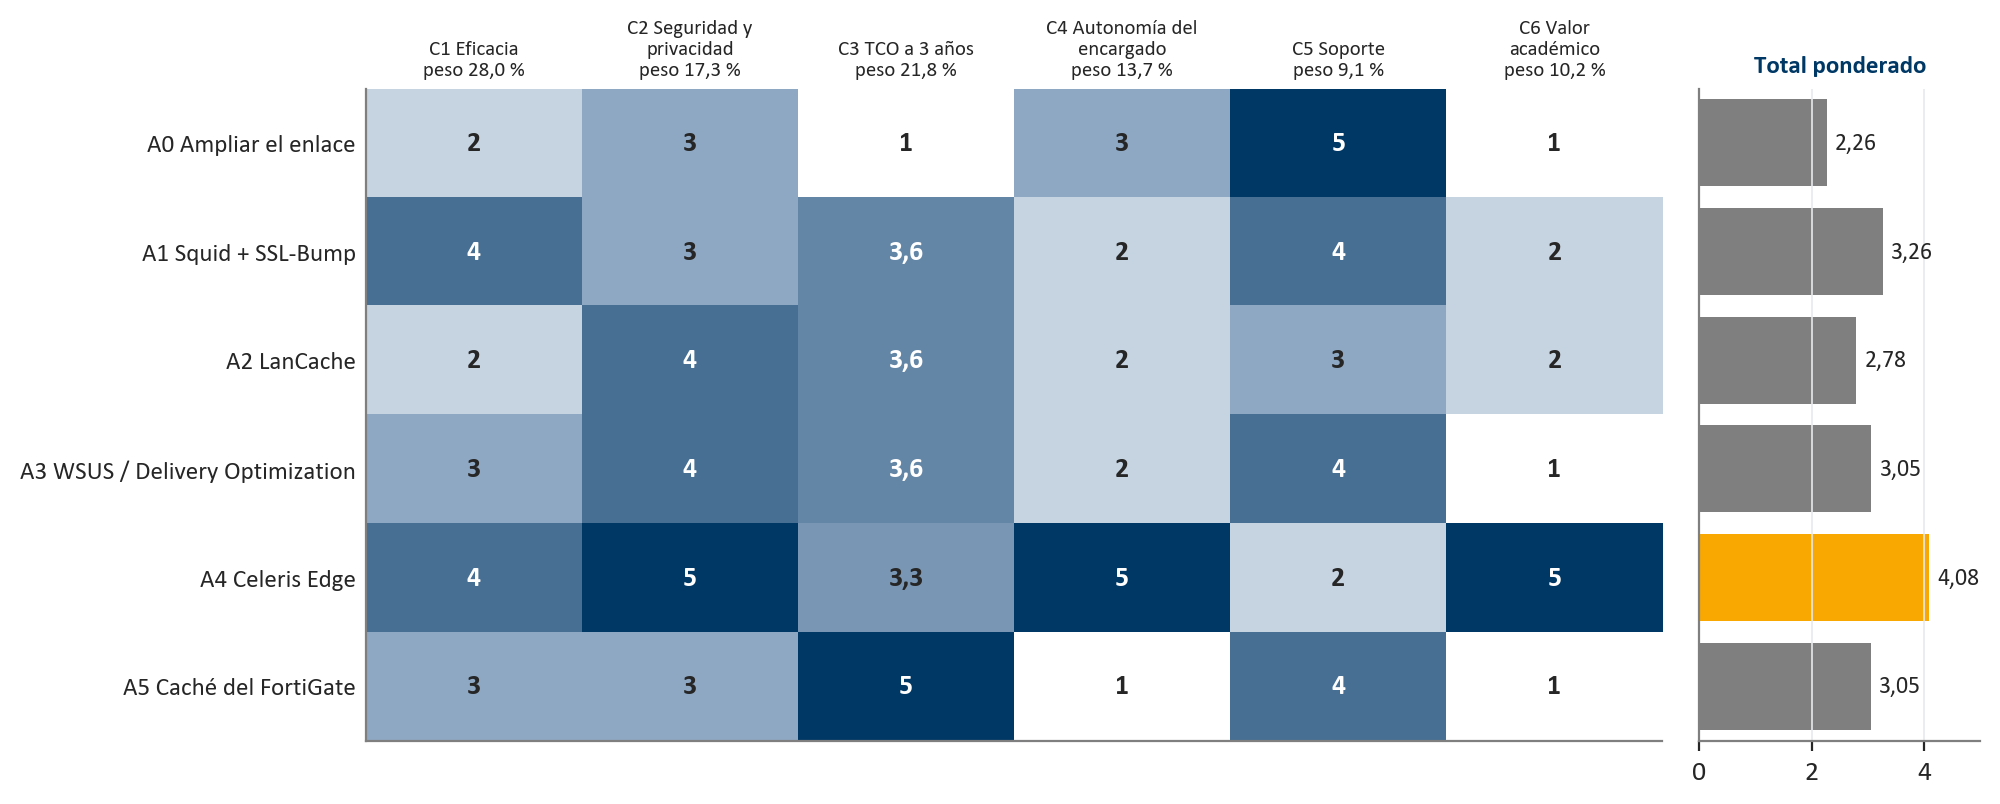 C1 Eficacia
peso 28,0 %
C2 Seguridad y
privacidad
peso 17,3 %
C3 TCO a 3 años
peso 21,8 %
C4 Autonomía del
encargado
peso 13,7 %
C5 Soporte
peso 9,1 %
C6 Valor
académico
peso 10,2 %
Total ponderado
A0 Ampliar el enlace 2 3 1 3 5 1 2,26
A1 Squid + SSL-Bump 4 3 3,6 2 4 2 3,26
A2 LanCache 2 4 3,6 2 3 2 2,78
A3 WSUS / Delivery Optimization 3 4 3,6 2 4 1 3,05
A4 Celeris Edge 4 5 3,3 5 2 5 4,08
A5 Caché del FortiGate 3 3 5 1 4 1 3,05
0 2 4